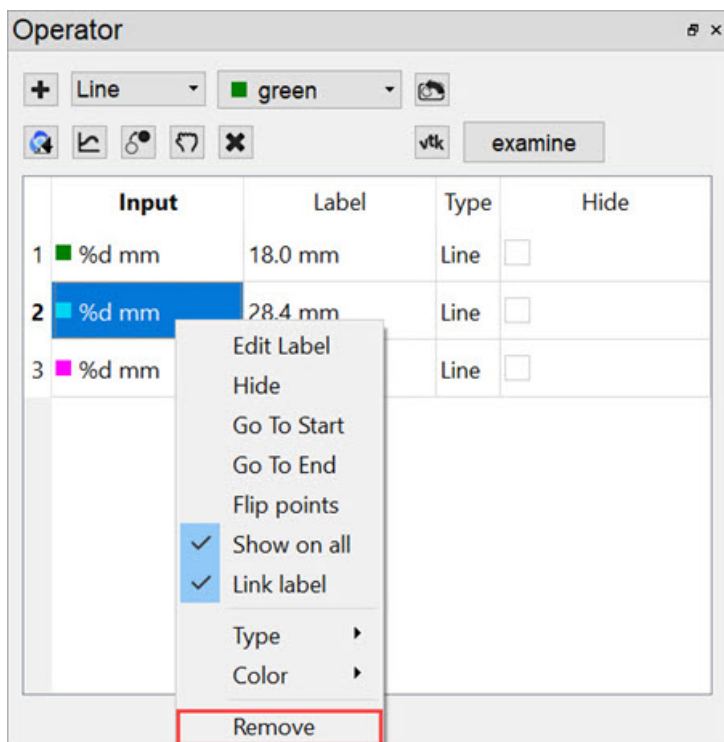 Operator
Line green
vtk examine
Input Label Type Hide
1 %d mm 18.0 mm Line
2 %d mm 28.4 mm Line
3 %d mm Line
Edit Label
Hide
Go To Start
Go To End
Flip points
Show on all
Link label
Type
Color
Remove